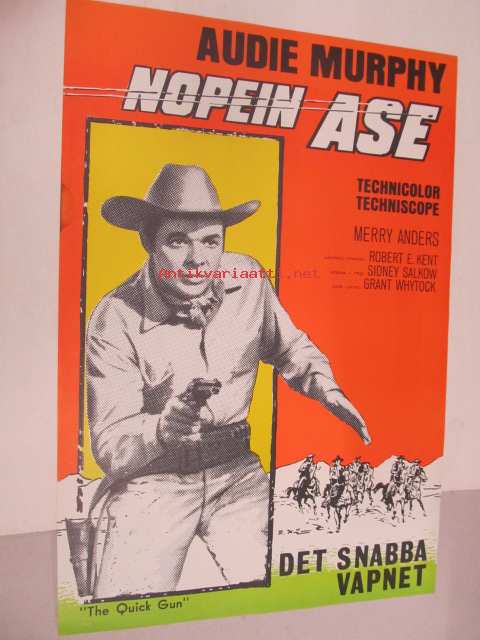 AUDIE MURPHY
NOPEIN ASE
TECHNICOLOR
TECHNISCOPE
MERRY ANDERS
ROBERT E. KENT
SIDNEY SALKOW
GRANT WHYTOCK
Antikvariaatti.net
DET SNABBA
VAPNET
"The Quick Gun"